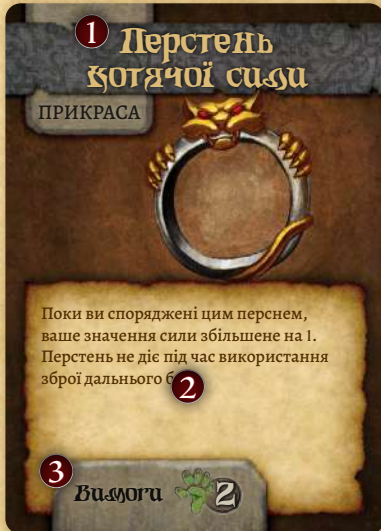 1
Перстень
котячої сили
ПРИКРАСА
Поки ви споряджені цим перснем,
ваше значення сили збільшене на 1.
Перстень не діє під час використання
зброї дальнього
2
3
Вимоги 2